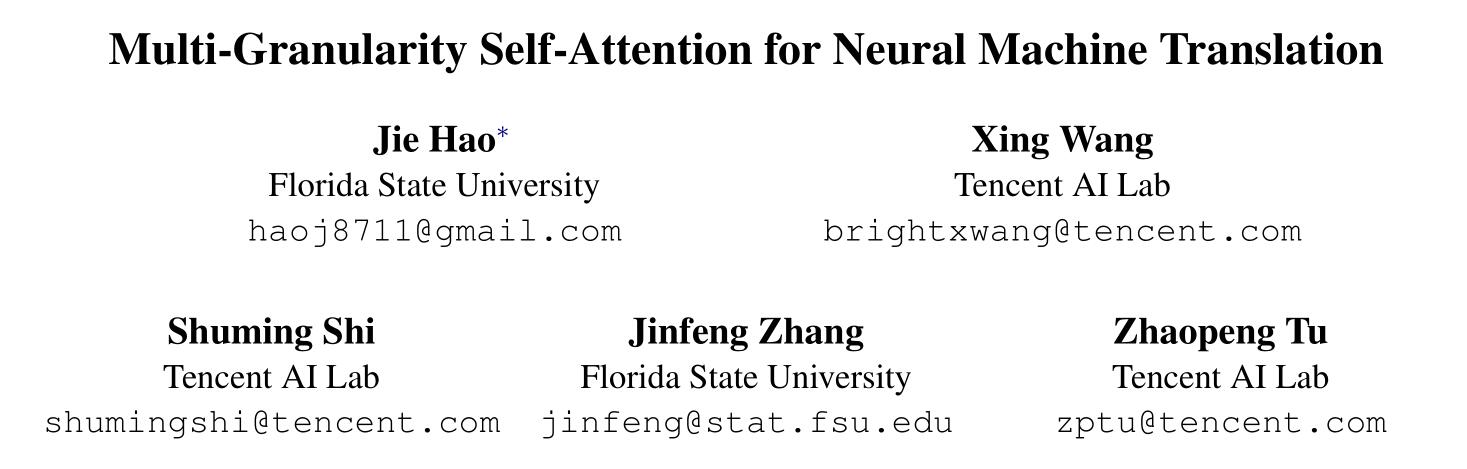 Multi-Granularity Self-Attention for Neural Machine Translation
Jie Hao* Xing Wang
Florida State University Tencent AI Lab
haoj8711@gmail.com brightxwang@tencent.com
Shuming Shi Jinfeng Zhang Zhaopeng Tu
Tencent AI Lab Florida State University Tencent AI Lab
shumingshi@tencent.com jinfeng@stat.fsu.edu zptu@tencent.com